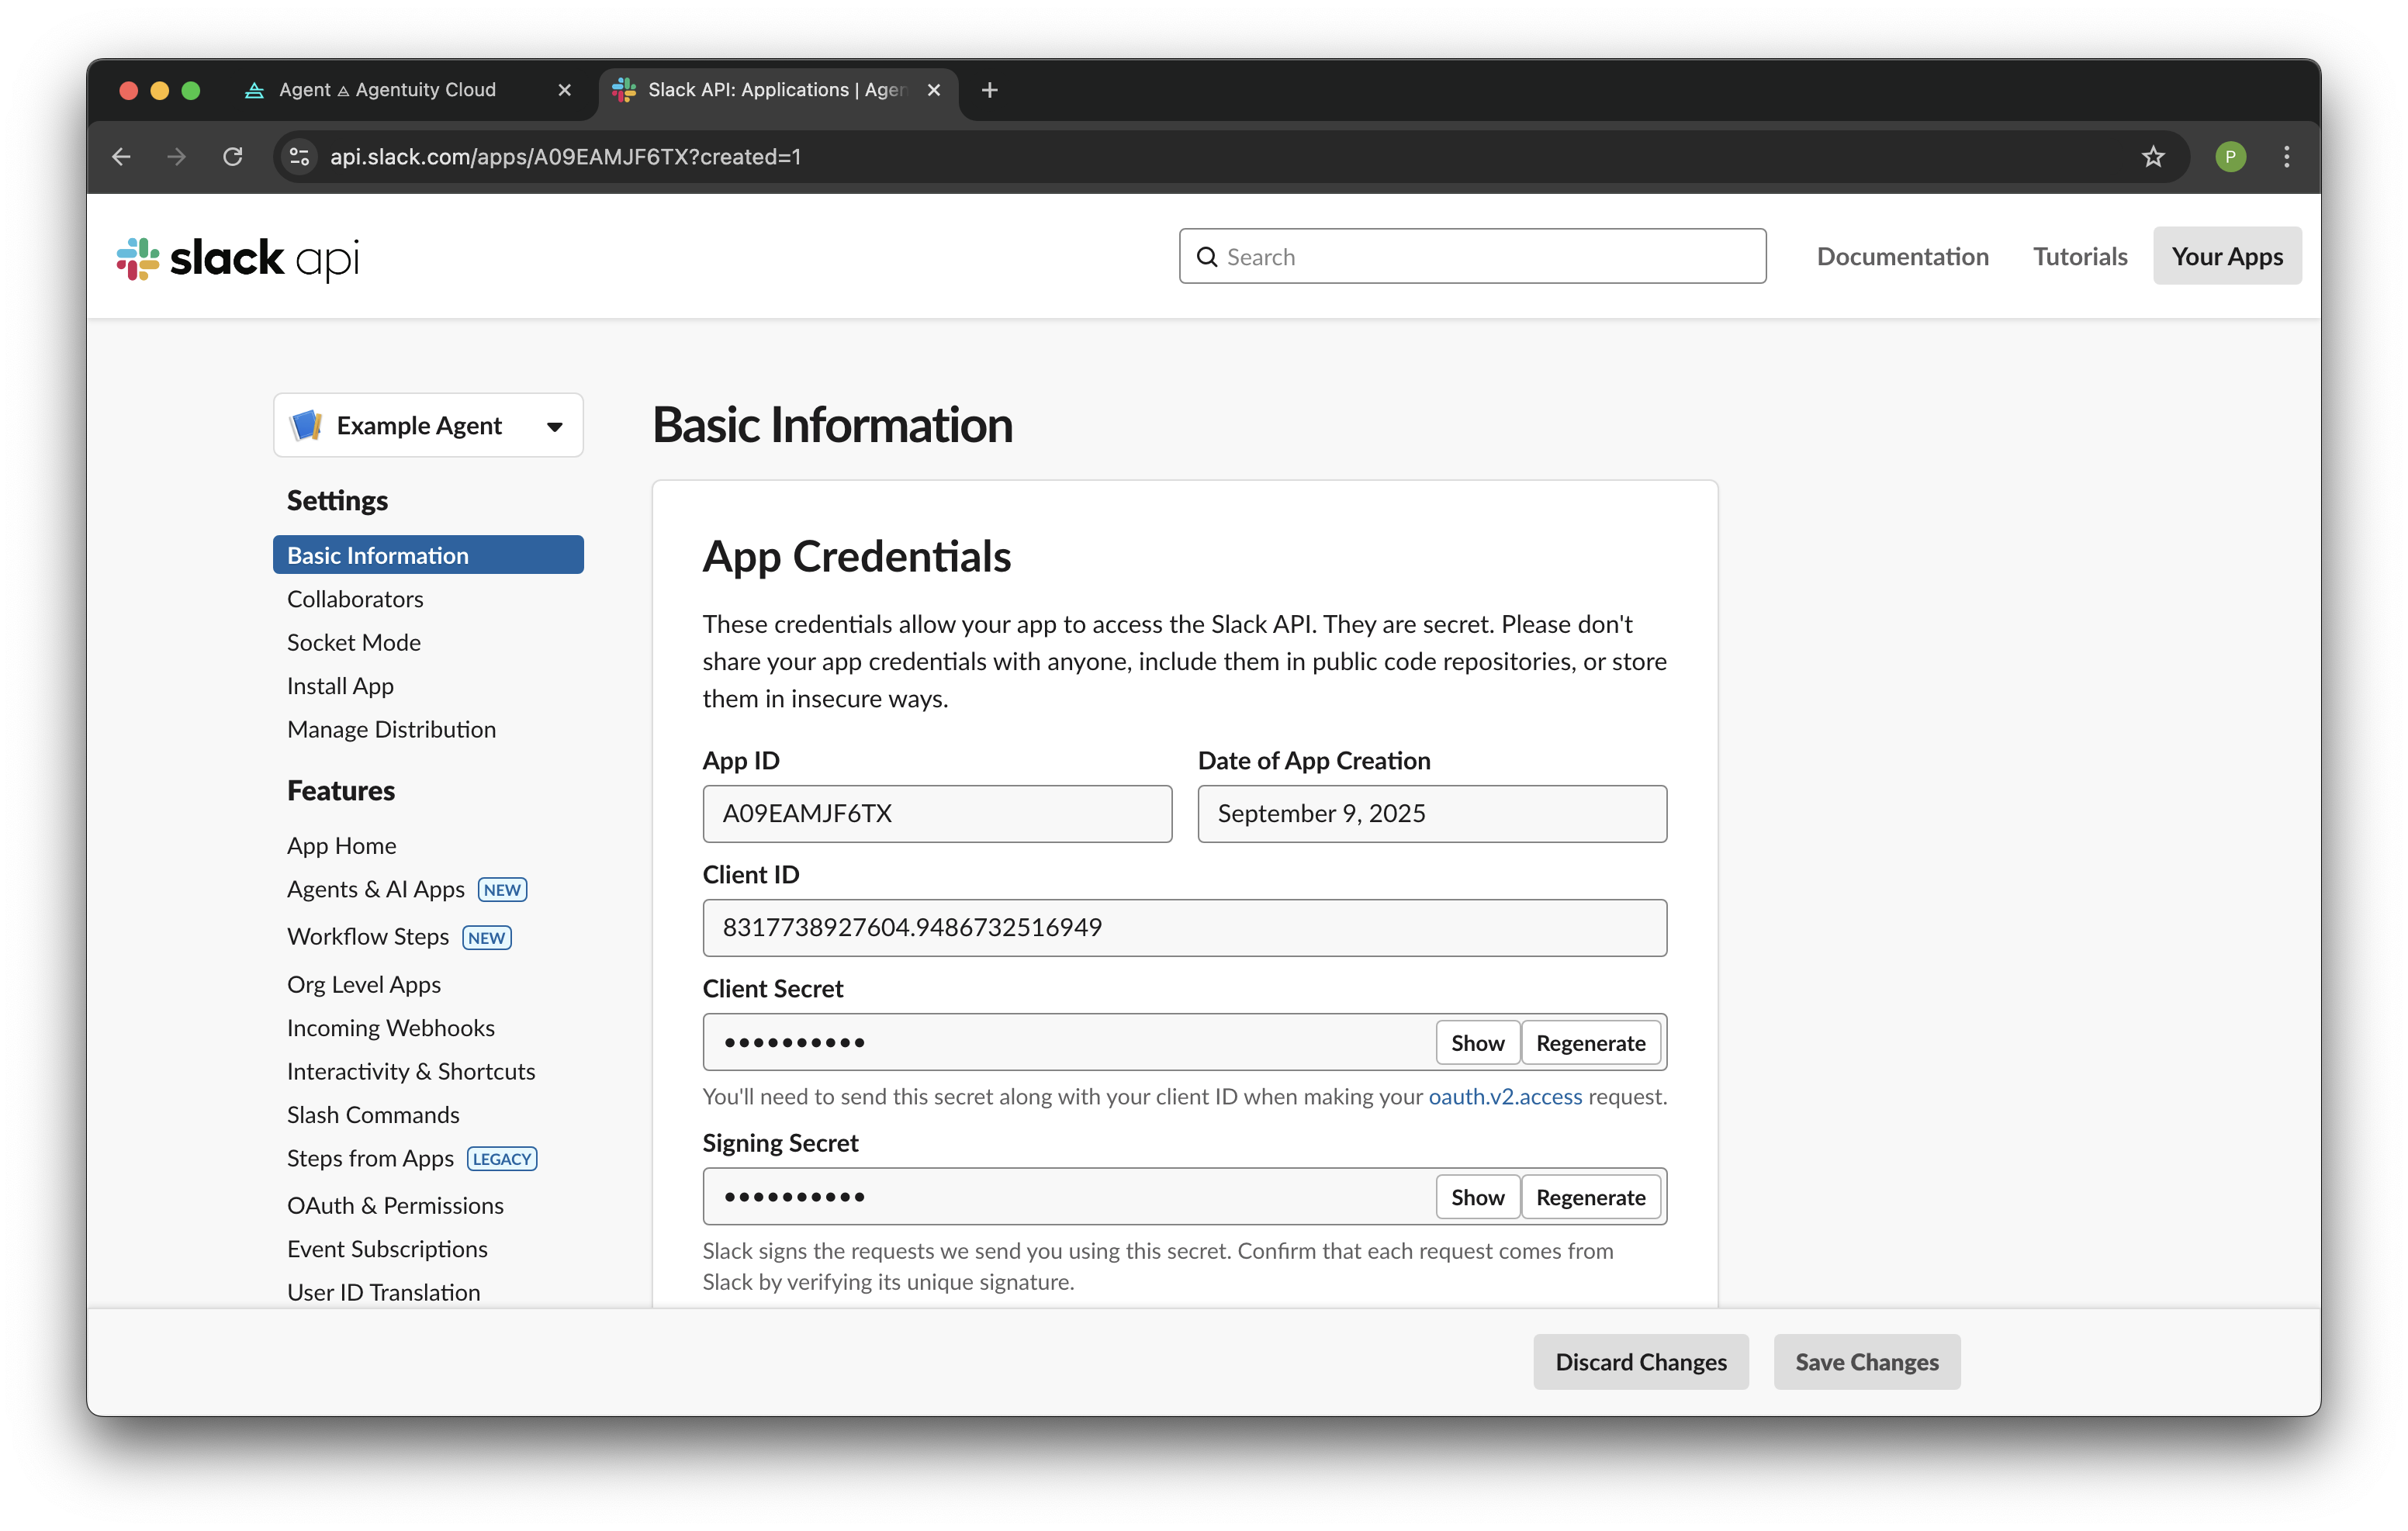 Agent ⟁ Agentuity Cloud
Slack API: Applications | Agen
api.slack.com/apps/A09EAMJF6TX?created=1
P
slack api
Search
Documentation
Tutorials
Your Apps
Example Agent
Settings
Basic Information
Collaborators
Socket Mode
Install App
Manage Distribution
Features
App Home
Agents & AI Apps NEW
Workflow Steps NEW
Org Level Apps
Incoming Webhooks
Interactivity & Shortcuts
Slash Commands
Steps from Apps LEGACY
OAuth & Permissions
Event Subscriptions
User ID Translation
Basic Information
App Credentials
These credentials allow your app to access the Slack API. They are secret. Please don't
share your app credentials with anyone, include them in public code repositories, or store
them in insecure ways.
App ID
A09EAMJF6TX
Date of App Creation
September 9, 2025
Client ID
8317738927604.9486732516949
Client Secret
••••••••••
Show
Regenerate
You'll need to send this secret along with your client ID when making your oauth.v2.access request.
Signing Secret
••••••••••
Show
Regenerate
Slack signs the requests we send you using this secret. Confirm that each request comes from
Slack by verifying its unique signature.
Discard Changes
Save Changes